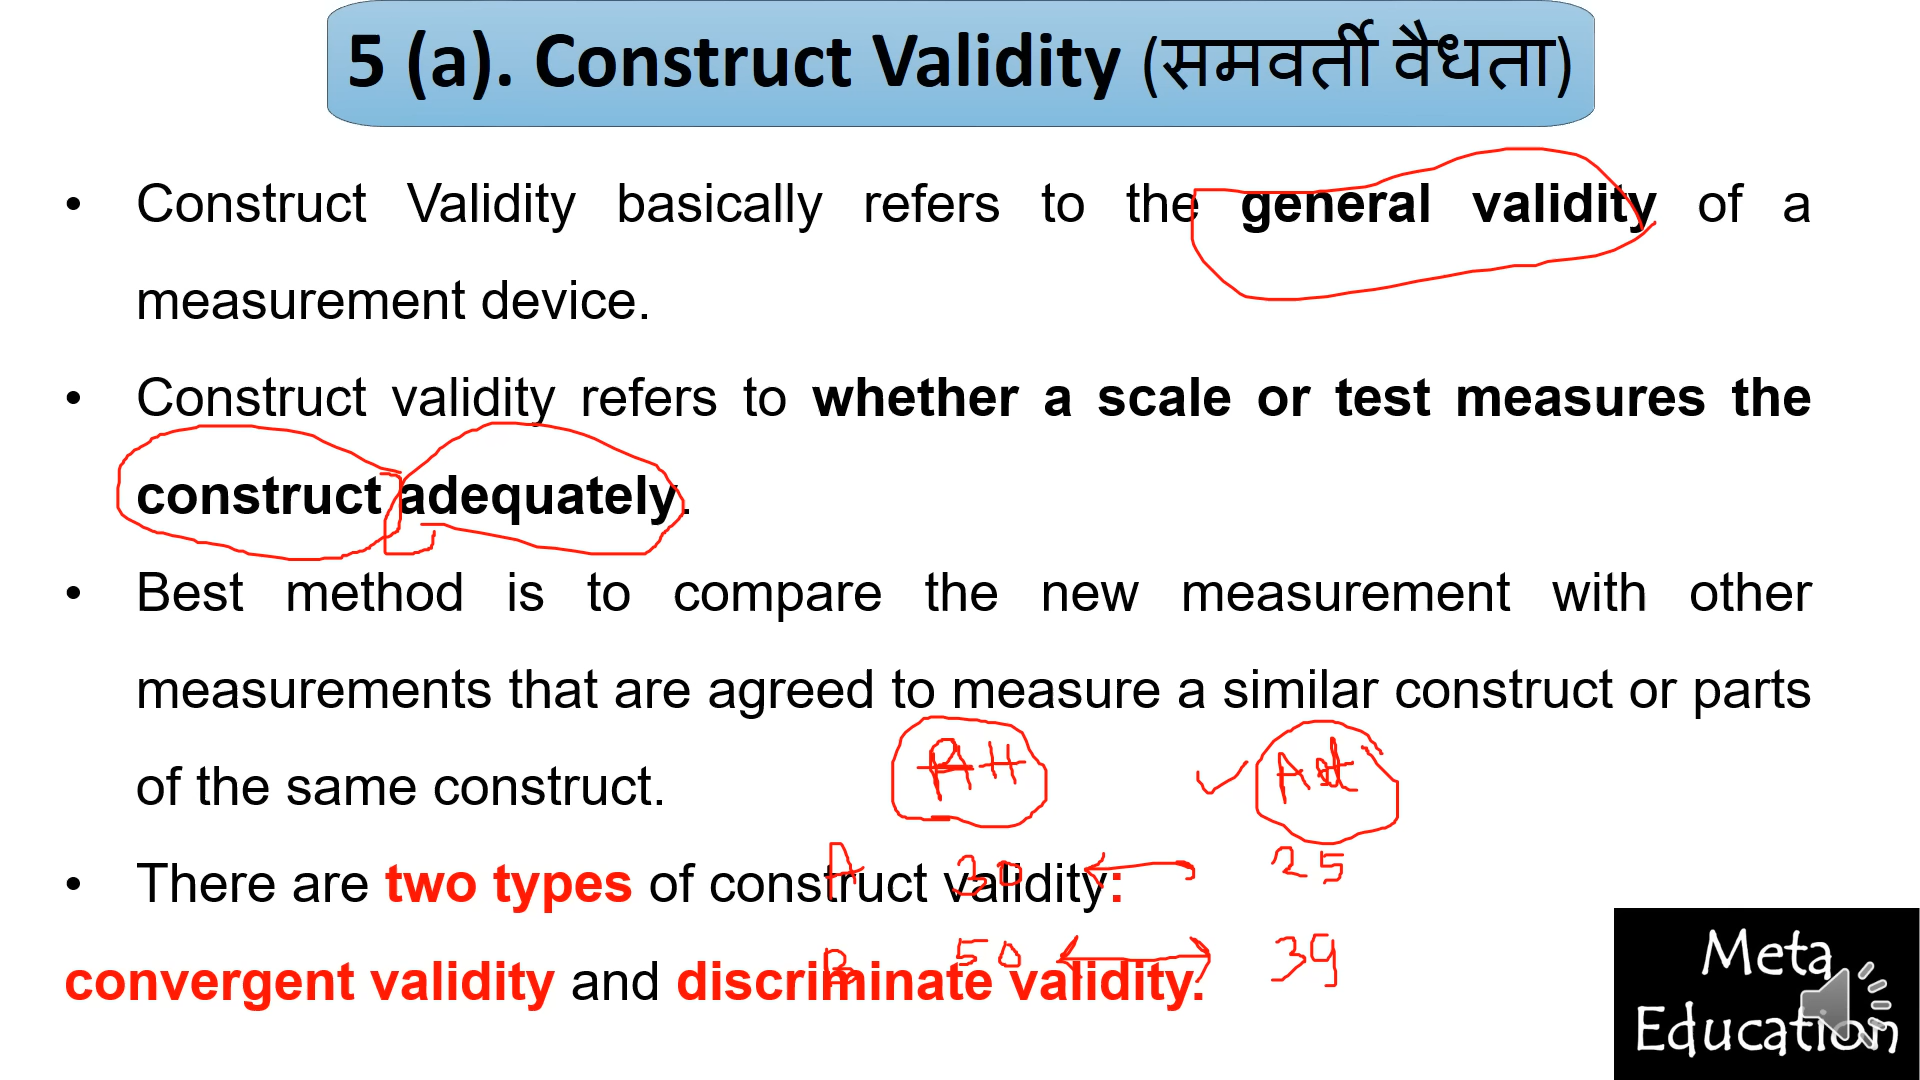 5 (a). Construct Validity (समवर्ती वैधता)
• Construct Validity basically refers to the general validity of a
measurement device.
• Construct validity refers to whether a scale or test measures the
construct adequately.
• Best method is to compare the new measurement with other
measurements that are agreed to measure a similar construct or parts
of the same construct.
AH
A 30 25
• There are two types of construct validity:
B 50 39
convergent validity and discriminate validity.
Meta
Education